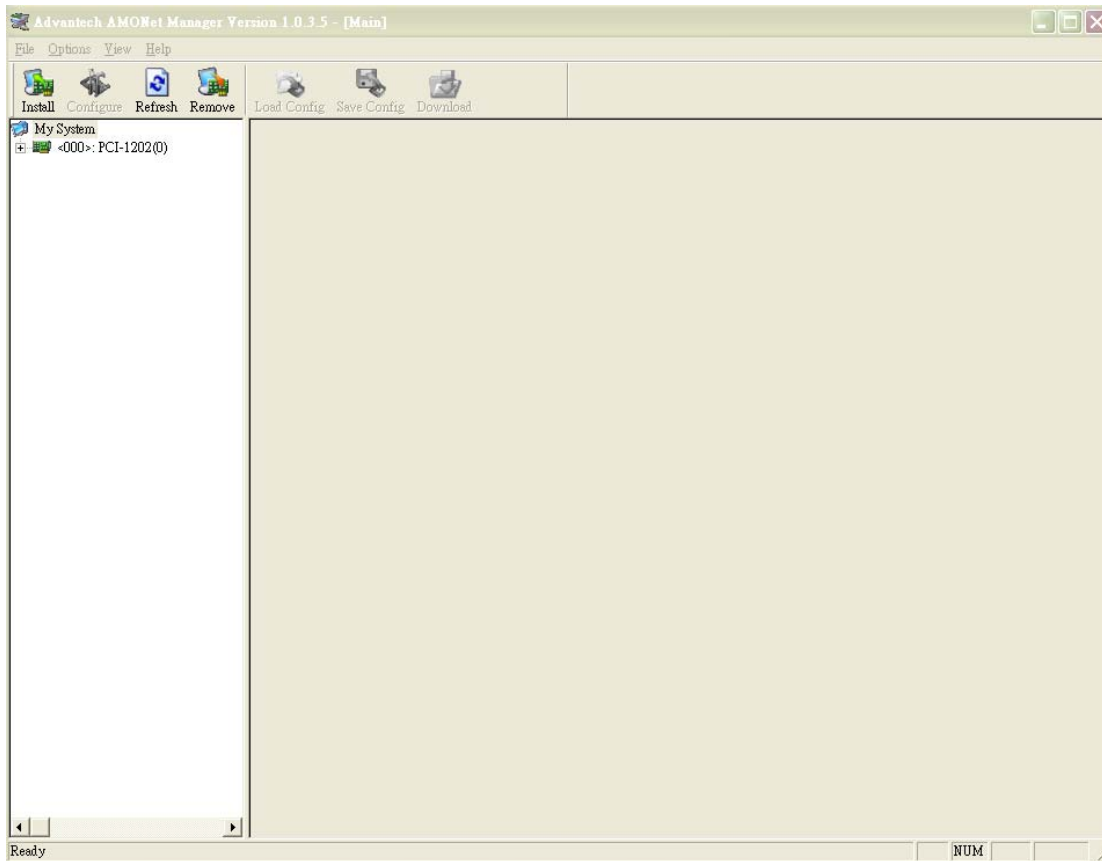 Advantech AMONet Manager Version 1.0.3.5 - [Main]
File Options View Help
Install Configure Refresh Remove Load Config Save Config Download
My System
<000>: PCI-1202(0)
Ready NUM